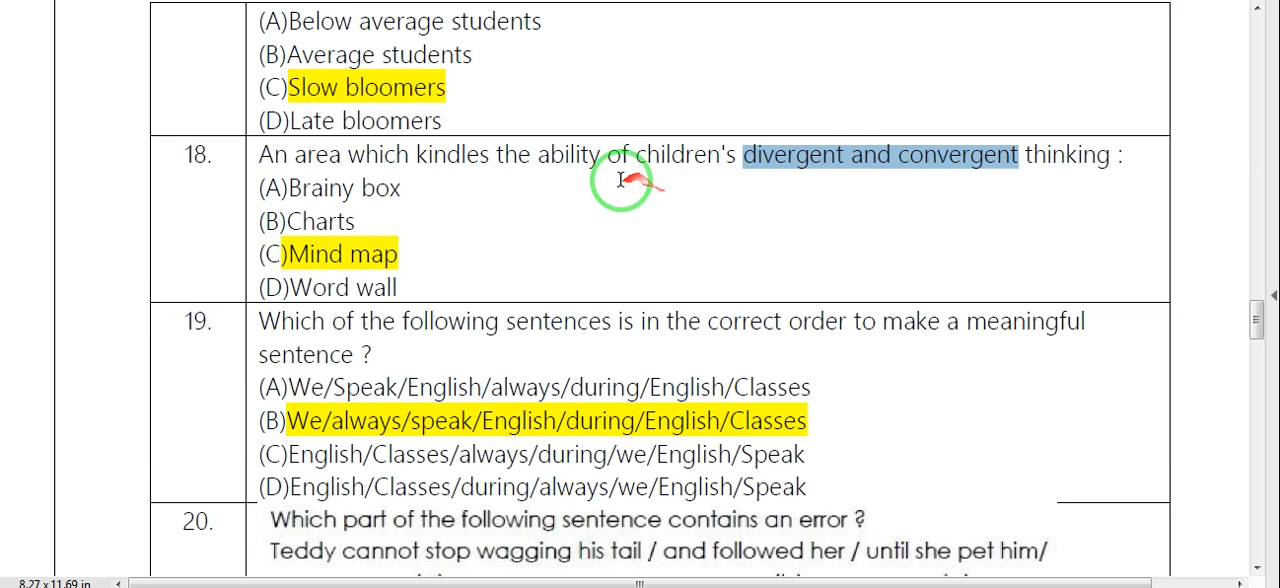 (A)Below average students
(B)Average students
(C)Slow bloomers
(D)Late bloomers
18.
An area which kindles the ability of children's divergent and convergent thinking :
(A)Brainy box
(B)Charts
(C)Mind map
(D)Word wall
19.
Which of the following sentences is in the correct order to make a meaningful
sentence ?
(A)We/Speak/English/always/during/English/Classes
(B)We/always/speak/English/during/English/Classes
(C)English/Classes/always/during/we/English/Speak
(D)English/Classes/during/always/we/English/Speak
20.
Which part of the following sentence contains an error ?
Teddy cannot stop wagging his tail / and followed her / until she pet him/
8.27 x 11.69 in